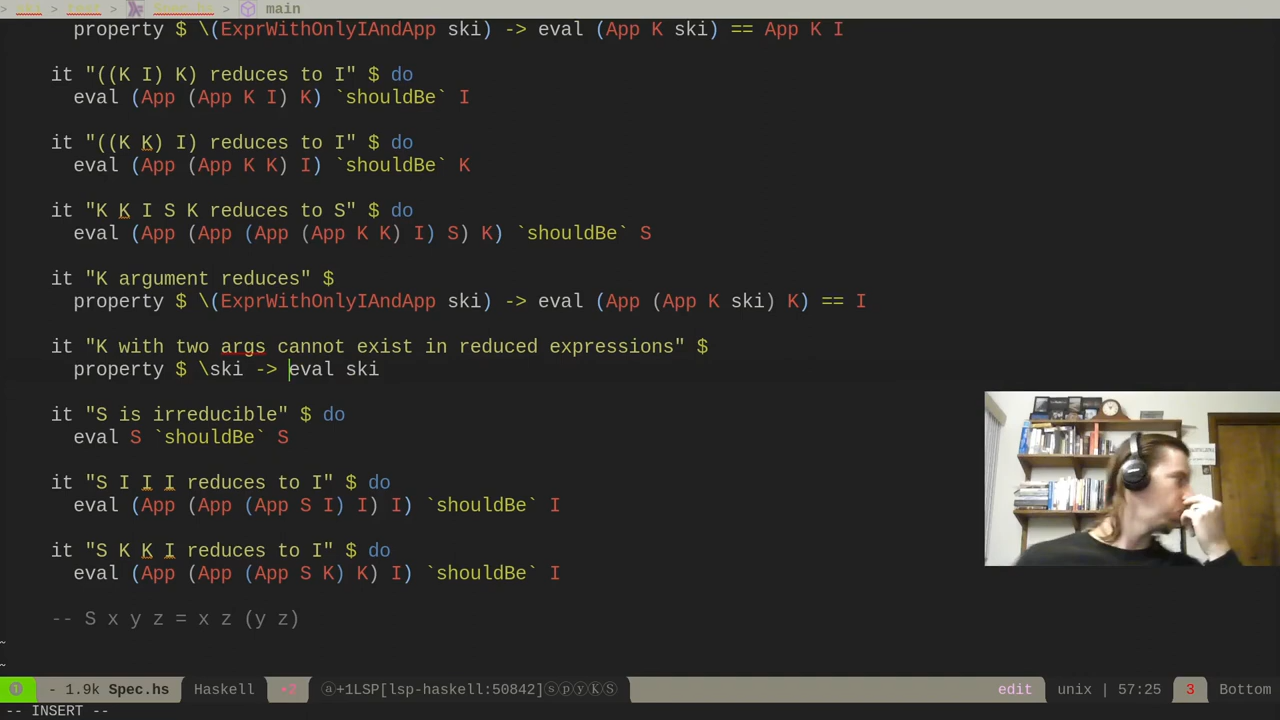 > Spec.hs > main
property $ \(ExprWithOnlyIAndApp ski) -> eval (App K ski) == App K I
it "((K I) K) reduces to I" $ do
eval (App (App K I) K) `shouldBe` I
it "((K K) I) reduces to I" $ do
eval (App (App K K) I) `shouldBe` K
it "K K I S K reduces to S" $ do
eval (App (App (App (App K K) I) S) K) `shouldBe` S
it "K argument reduces" $
property $ \(ExprWithOnlyIAndApp ski) -> eval (App (App K ski) K) == I
it "K with two args cannot exist in reduced expressions" $
property $ \ski -> eval ski
it "S is irreducible" $ do
eval S `shouldBe` S
it "S I I I reduces to I" $ do
eval (App (App (App S I) I) I) `shouldBe` I
it "S K K I reduces to I" $ do
eval (App (App (App S K) K) I) `shouldBe` I
-- S x y z = x z (y z)
~
~
❶ - 1.9k Spec.hs Haskell •2 ⓐ+1LSP[lsp-haskell:50842]ⓢⓟⓨⓀⓈ edit unix | 57:25 3 Bottom
-- INSERT --